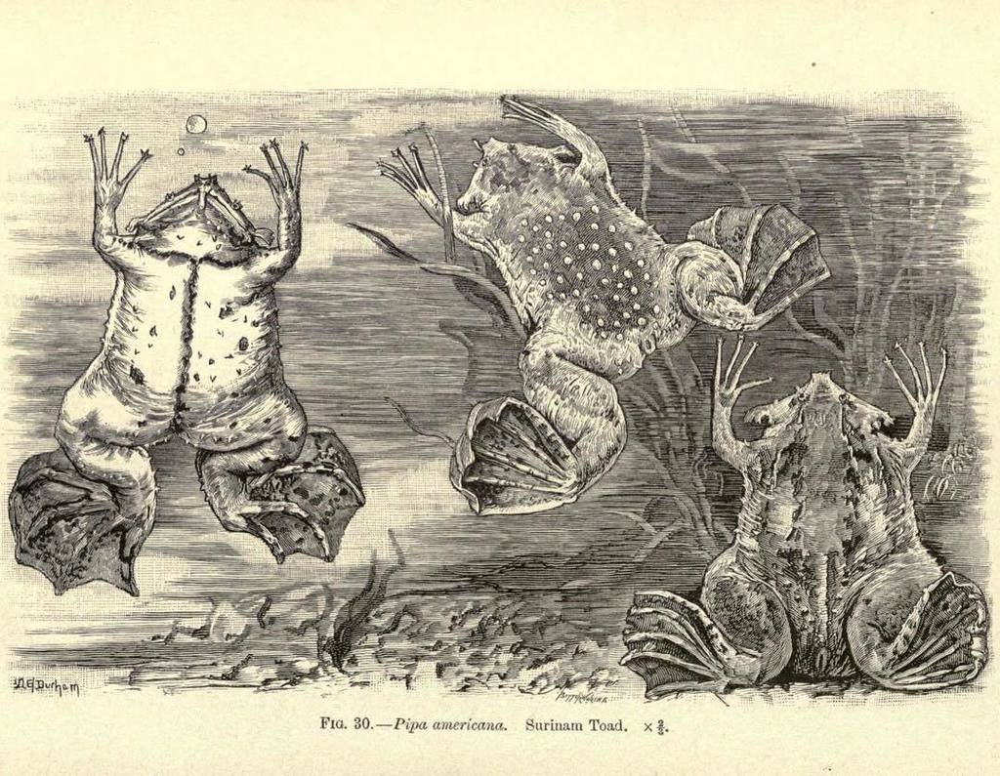 D.G. Durham
FIG. 30.—Pipa americana. Surinam Toad. × ⅔.